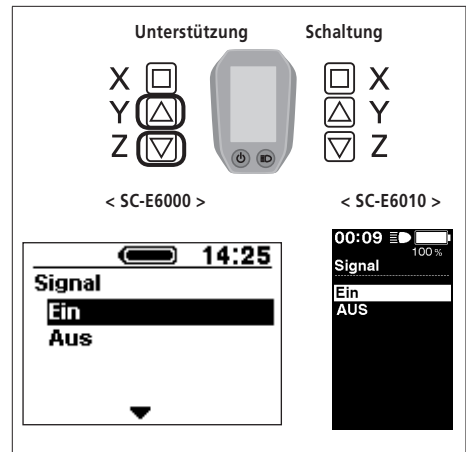 Unterstützung Schaltung
X X
Y Y
Z Z
< SC-E6000 > < SC-E6010 >
14:25
Signal
Ein
Aus
00:09
100 %
Signal
Ein
AUS